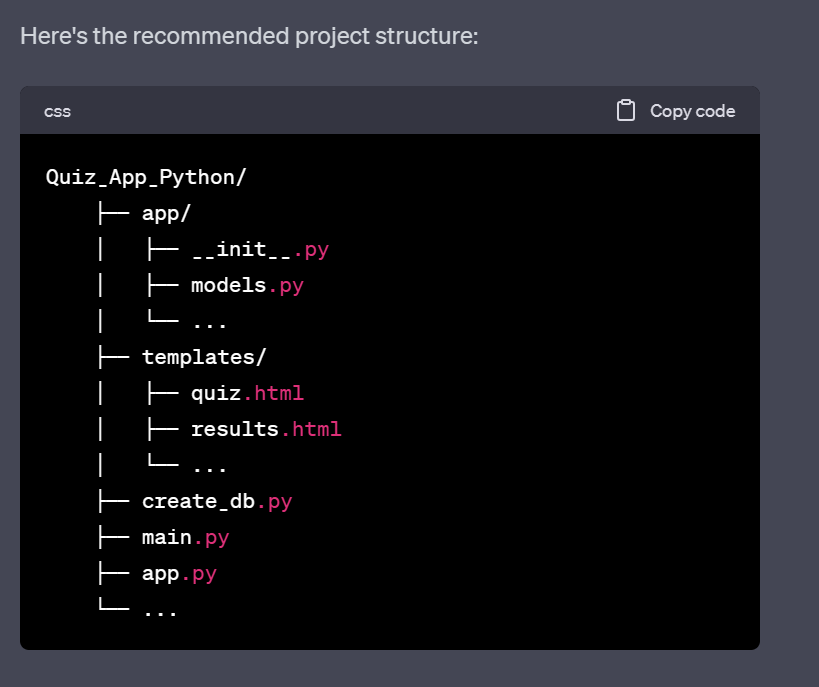 Here's the recommended project structure:
css Copy code
Quiz_App_Python/
├── app/
│   ├── __init__.py
│   ├── models.py
│   └── ...
├── templates/
│   ├── quiz.html
│   ├── results.html
│   └── ...
├── create_db.py
├── main.py
├── app.py
└── ...